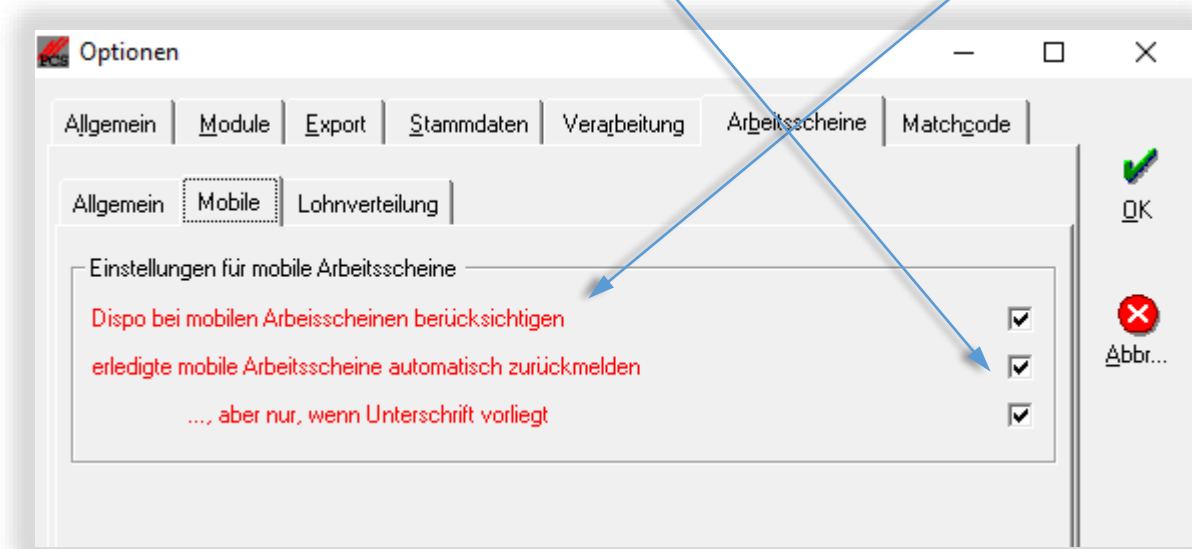 PCS Optionen
Allgemein Module Export Stammdaten Verarbeitung Arbeitsscheine Matchcode
Allgemein Mobile Lohnverteilung
OK
Einstellungen für mobile Arbeitsscheine
Dispo bei mobilen Arbeisscheinen berücksichtigen
erledigte mobile Arbeitsscheine automatisch zurückmelden
Abbr...
..., aber nur, wenn Unterschrift vorliegt